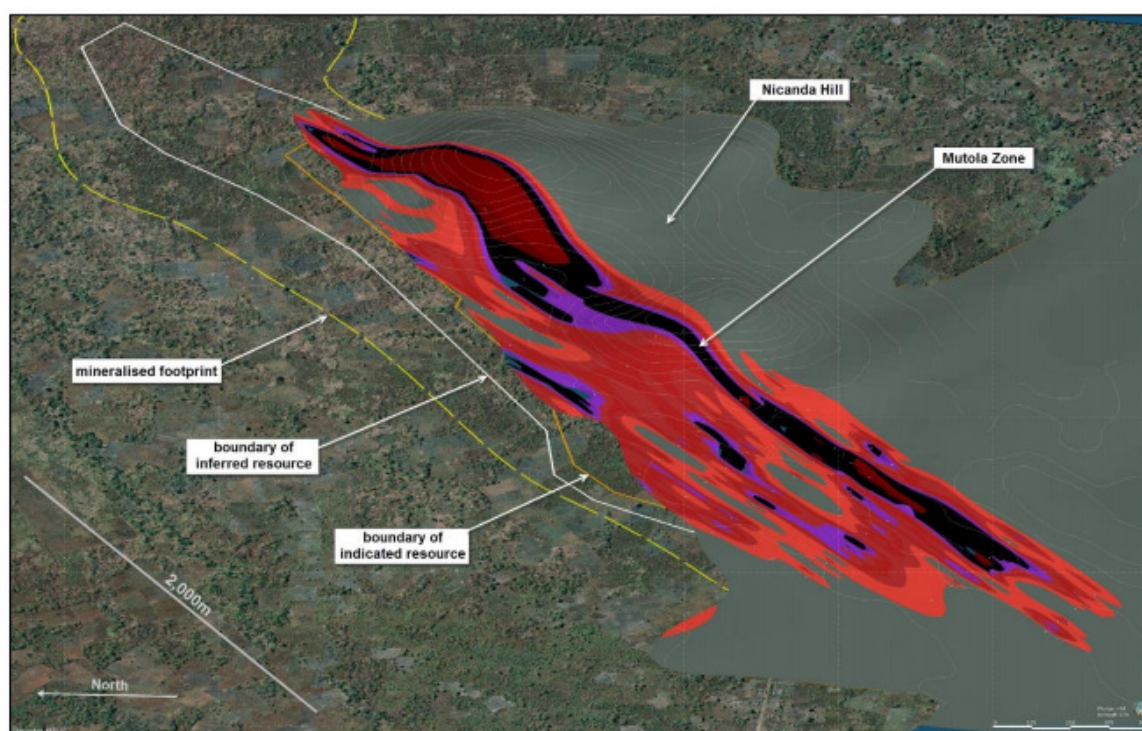 Nicanda Hill
Mutola Zone
mineralised footprint
boundary of
inferred resource
boundary of
indicated resource
2,000m
North